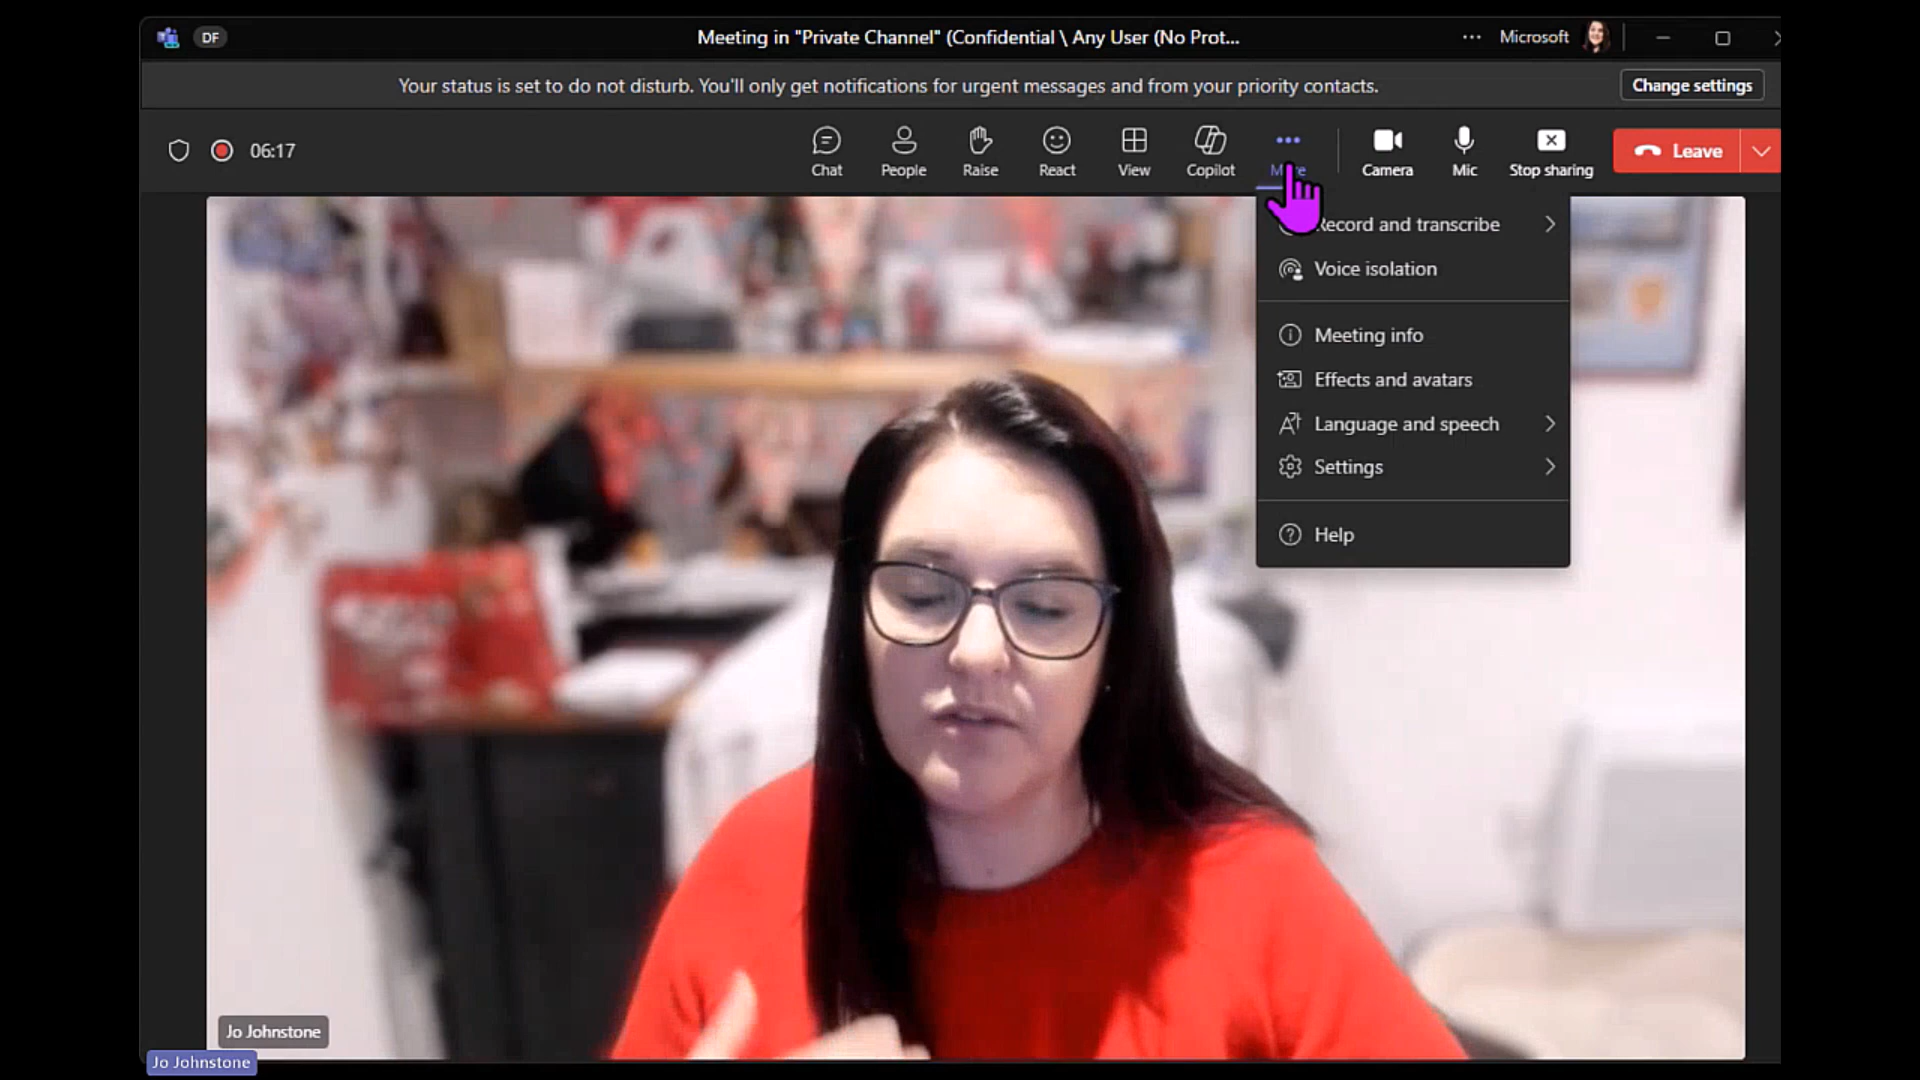 DF
Meeting in "Private Channel" (Confidential \ Any User (No Prot...
Microsoft
Your status is set to do not disturb. You'll only get notifications for urgent messages and from your priority contacts.
Change settings
06:17
Chat
People
Raise
React
View
Copilot
Camera
Mic
Stop sharing
Leave
Record and transcribe
Voice isolation
Meeting info
Effects and avatars
Language and speech
Settings
Help
Jo Johnstone
Jo Johnstone